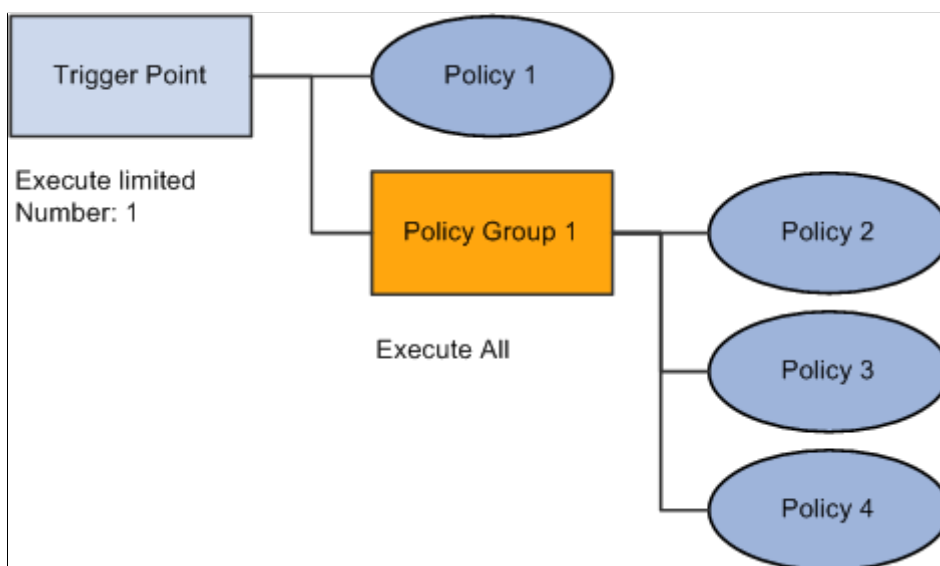 Trigger Point
Policy 1
Execute limited
Number: 1
Policy Group 1
Policy 2
Execute All
Policy 3
Policy 4